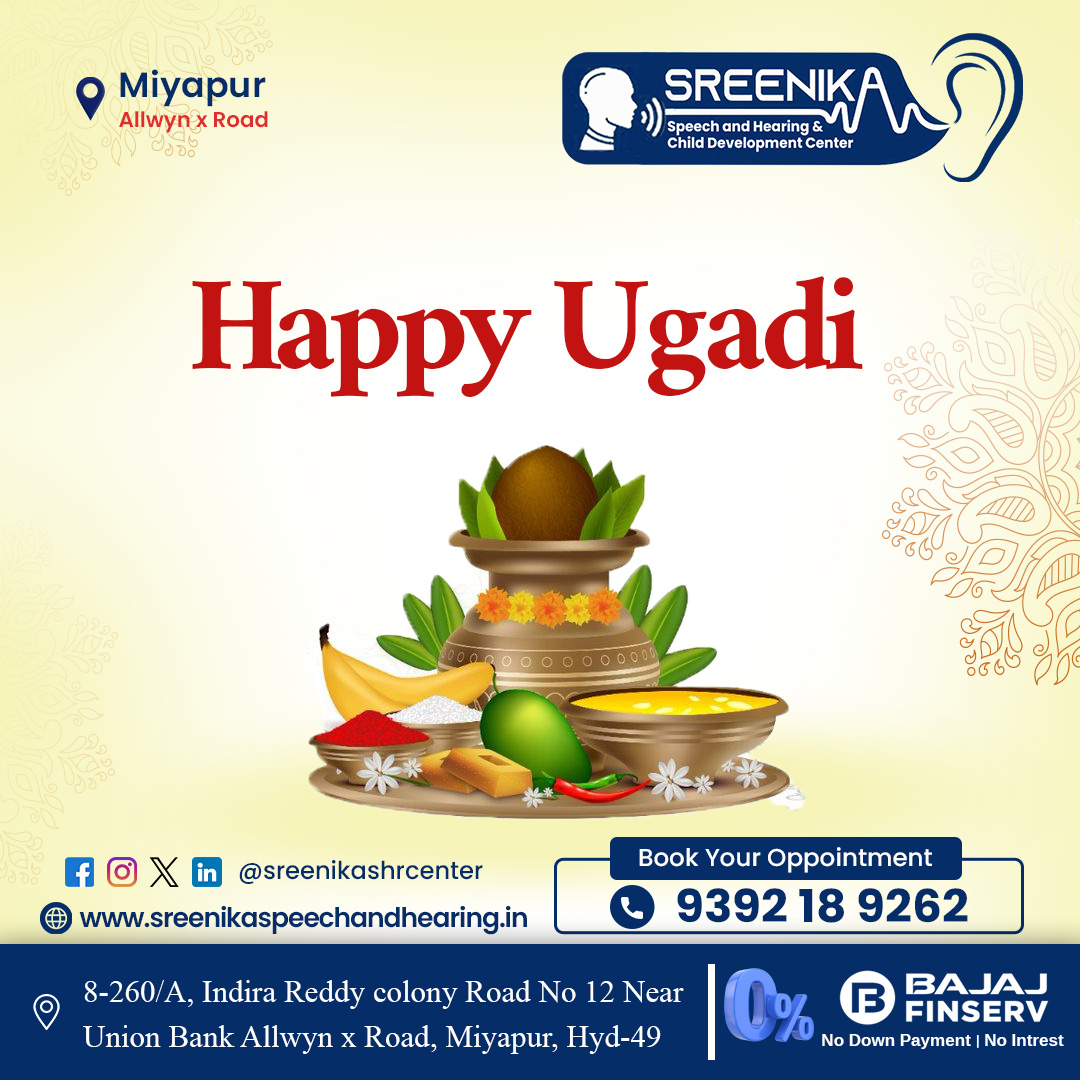 Miyapur
Allwyn x Road
SREENIKA
Speech and Hearing &
Child Development Center
Happy Ugadi
@sreenikashrcenter
www.sreenikaspeechandhearing.in
Book Your Appointment
9392 18 9262
8-260/A, Indira Reddy colony Road No 12 Near
Union Bank Allwyn x Road, Miyapur, Hyd-49
0%
B BAJAJ
FINSERV
No Down Payment | No Intrest